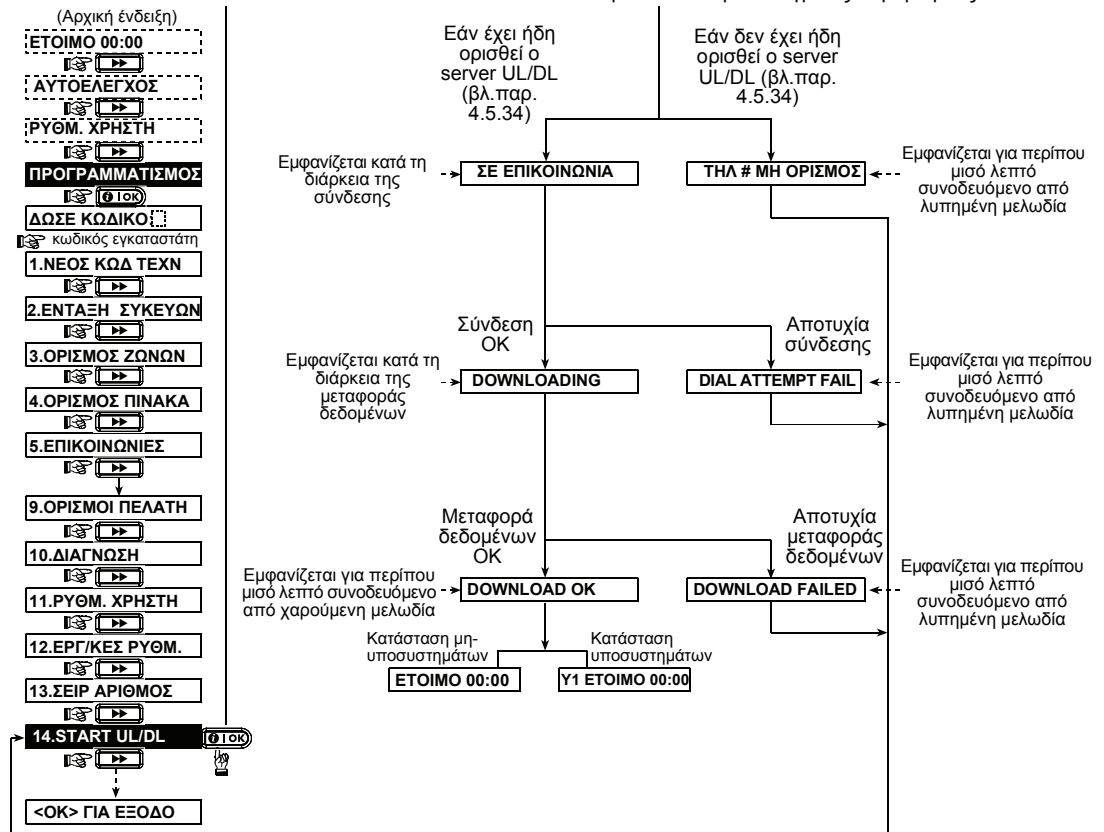 (Αρχική ένδειξη)
ΕΤΟΙΜΟ 00:00
ΑΥΤΟΕΛΕΓΧΟΣ
ΡΥΘΜ. ΧΡΗΣΤΗ
ΠΡΟΓΡΑΜΜΑΤΙΣΜΟΣ
OK
ΔΩΣΕ ΚΩΔΙΚΟ
κωδικός εγκαταστάτη
1.ΝΕΟΣ ΚΩΔ ΤΕΧΝ
2.ΕΝΤΑΞΗ ΣΥΚΕΥΩΝ
3.ΟΡΙΣΜΟΣ ΖΩΝΩΝ
4.ΟΡΙΣΜΟΣ ΠΙΝΑΚΑ
5.ΕΠΙΚΟΙΝΩΝΙΕΣ
9.ΟΡΙΣΜΟΙ ΠΕΛΑΤΗ
10.ΔΙΑΓΝΩΣΗ
11.ΡΥΘΜ. ΧΡΗΣΤΗ
12.ΕΡΓ/ΚΕΣ ΡΥΘΜ.
13.ΣΕΙΡ ΑΡΙΘΜΟΣ
14.START UL/DL
OK
<OK> ΓΙΑ ΕΞΟΔΟ
Εάν έχει ήδη
ορισθεί ο
server UL/DL
(βλ.παρ.
4.5.34)
Εάν δεν έχει ήδη
ορισθεί ο server
UL/DL (βλ.παρ.
4.5.34)
Εμφανίζεται κατά τη
διάρκεια της
σύνδεσης
ΣΕ ΕΠΙΚΟΙΝΩΝΙΑ
ΤΗΛ # ΜΗ ΟΡΙΣΜΟΣ
Εμφανίζεται για περίπου
μισό λεπτό
συνοδευόμενο από
λυπημένη μελωδία
Σύνδεση
OK
Αποτυχία
σύνδεσης
Εμφανίζεται κατά τη
διάρκεια της
μεταφοράς
δεδομένων
DOWNLOADING
DIAL ATTEMPT FAIL
Εμφανίζεται για περίπου
μισό λεπτό
συνοδευόμενο από
λυπημένη μελωδία
Μεταφορά
δεδομένων
OK
Αποτυχία
μεταφοράς
δεδομένων
Εμφανίζεται για περίπου
μισό λεπτό συνοδευόμενο
από χαρούμενη μελωδία
DOWNLOAD OK
DOWNLOAD FAILED
Εμφανίζεται για περίπου
μισό λεπτό
συνοδευόμενο από
λυπημένη μελωδία
Κατάσταση μη-
υποσυστημάτων
Κατάσταση
υποσυστημάτων
ΕΤΟΙΜΟ 00:00
Υ1 ΕΤΟΙΜΟ 00:00